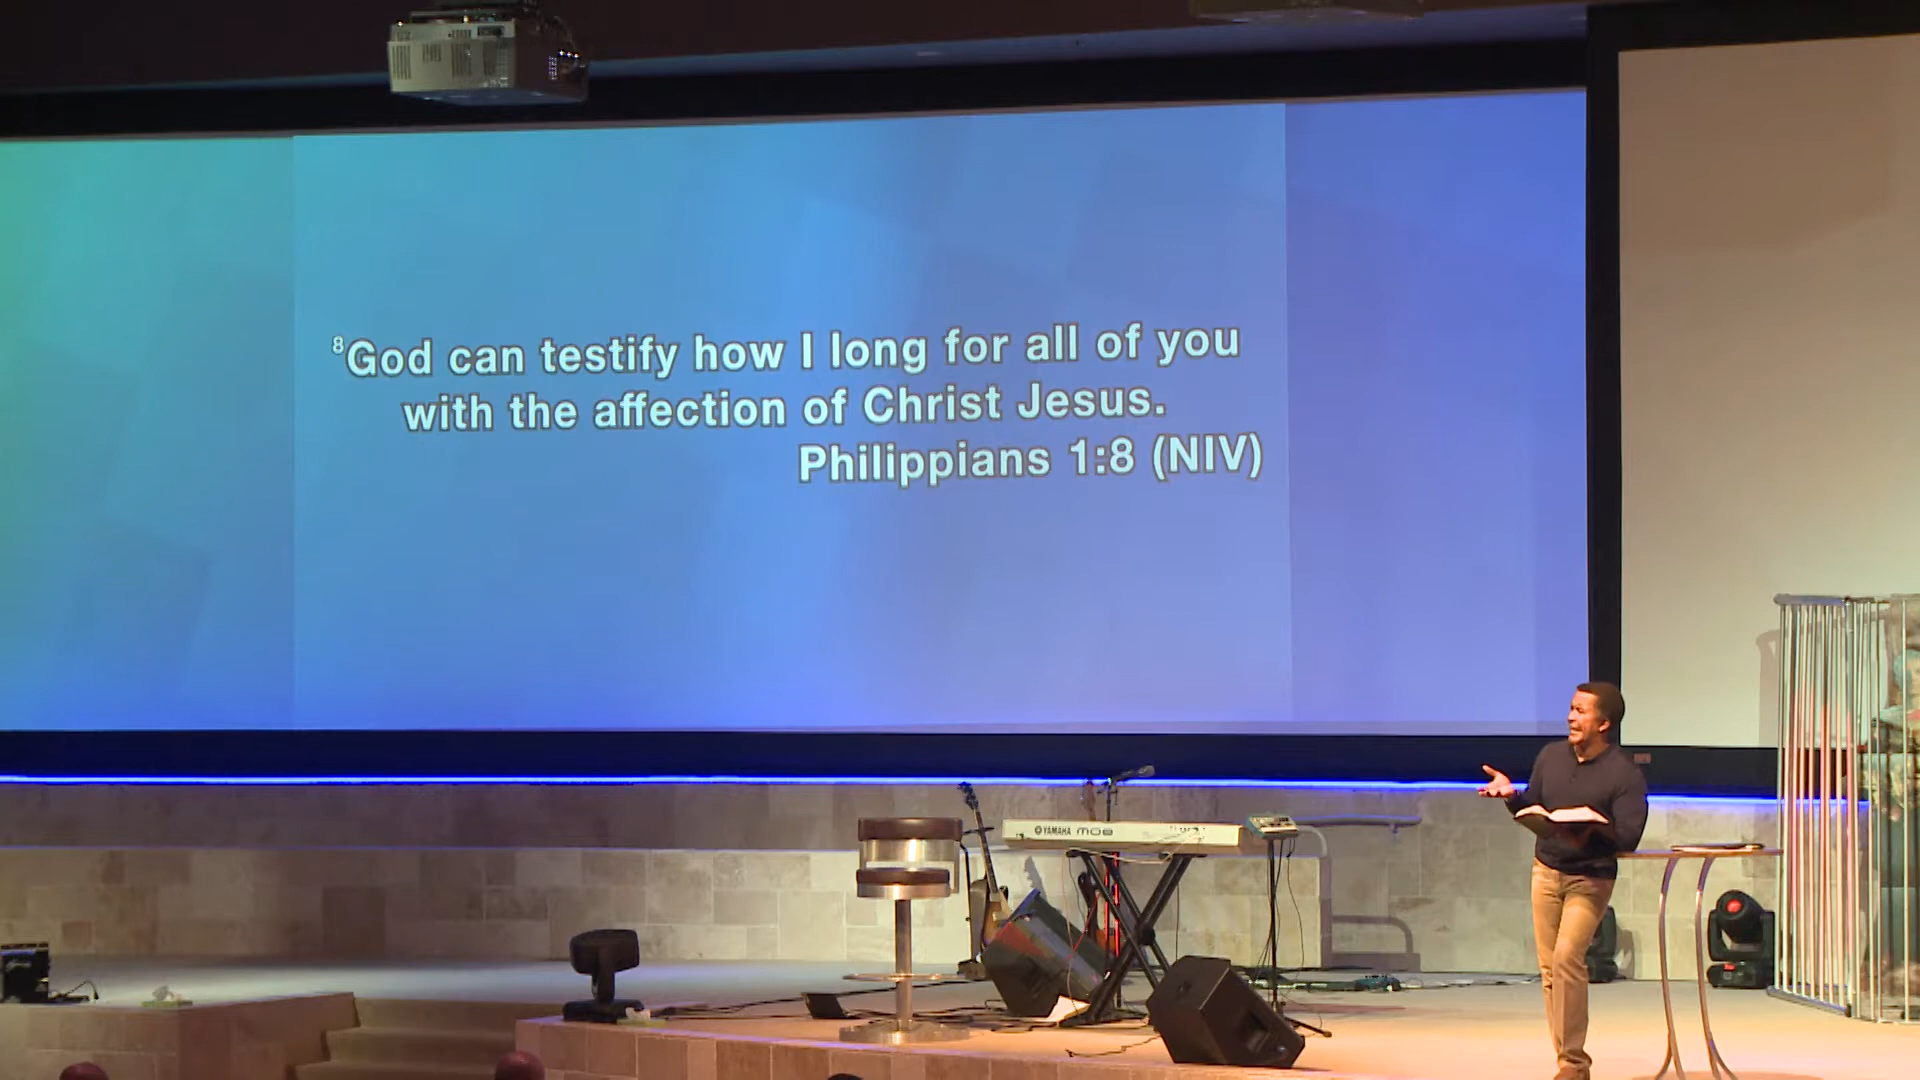 ⁸God can testify how I long for all of you
with the affection of Christ Jesus.
Philippians 1:8 (NIV)
YAMAHA MO8